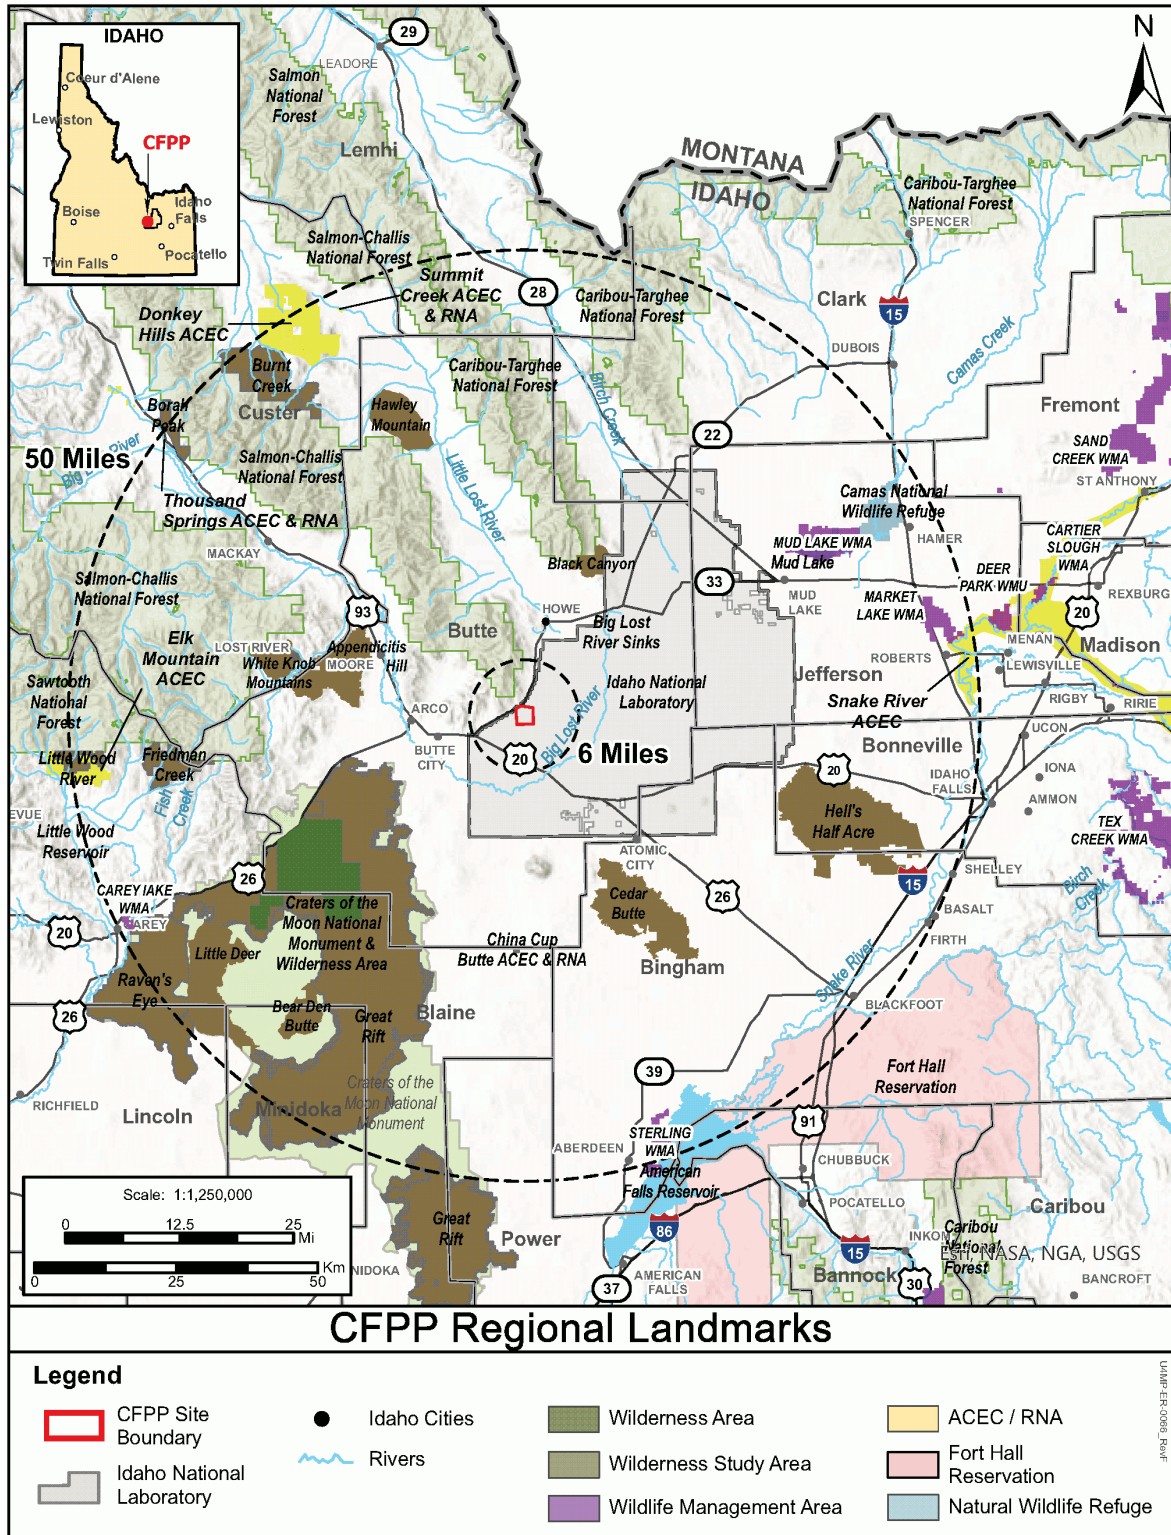 IDAHO
Coeur d'Alene
Lewiston
CFPP
Boise
Idaho
Falls
Pocatello
Twin Falls
29
LEADORE
Salmon
National
Forest
Lemhi
N
MONTANA
IDAHO
Caribou-Targhee
National Forest
SPENCER
Salmon-Challis
National Forest
Summit
Creek ACEC
& RNA
28
Caribou-Targhee
National Forest
Clark
15
Donkey
Hills ACEC
DUBOIS
Camas Creek
Burnt
Creek
Custer
Caribou-Targhee
National Forest
Birch Creek
Hawley
Mountain
Borah
Peak
Fremont
22
SAND
CREEK WMA
50 Miles
Salmon-Challis
National Forest
Little Lost River
ST ANTHONY
Thousand
Springs ACEC & RNA
Camas National
Wildlife Refuge
MACKAY
HAMER
CARTIER
SLOUGH
WMA
MUD LAKE WMA
Mud Lake
Black Canyon
DEER
PARK WMU
Salmon-Challis
National Forest
33
MUD
LAKE
MARKET
LAKE WMA
REXBURG
20
93
HOWE
Big Lost
River Sinks
Butte
Elk
Mountain
ACEC
LOST RIVER
Appendicitis
Hill
MOORE
White Knob
Mountains
MENAN
Madison
ROBERTS
LEWISVILLE
Jefferson
Sawtooth
National
Forest
Idaho National
Laboratory
Snake River
ACEC
RIGBY
RIRIE
ARCO
Big Lost River
UCON
BUTTE
CITY
20
6 Miles
Bonneville
Little Wood
River
Friedman
Creek
Fish
Creek
20
IDAHO
FALLS
IONA
AMMON
Hell's
Half Acre
TEX
CREEK WMA
EVUE
Little Wood
Reservoir
ATOMIC
CITY
SHELLEY
Birch
Creek
26
15
CAREY lAKE
WMA
AREY
20
Cedar
Butte
26
BASALT
Craters of the
Moon National
Monument &
Wilderness Area
FIRTH
Little Deer
China Cup
Butte ACEC & RNA
Bingham
Raven's
Eye
Snake River
Bear Den
Butte
Great
Rift
Blaine
26
BLACKFOOT
Fort Hall
Reservation
39
Craters of the
Moon National
Monument
RICHFIELD
Lincoln
Minidoka
91
ABERDEEN
STERLING
WMA
CHUBBUCK
American
Falls Reservoir
POCATELLO
Caribou
Scale: 1:1,250,000
0 12.5 25
Mi
0 25 50
Km
Great
Rift
Power
86
15
Caribou
National
Forest
Esri, NASA, NGA, USGS
NIDOKA
AMERICAN
FALLS
37
Bannock
30
BANCROFT
CFPP Regional Landmarks
Legend
CFPP Site
Boundary
Idaho National
Laboratory
Idaho Cities
Rivers
Wilderness Area
Wilderness Study Area
Wildlife Management Area
ACEC / RNA
Fort Hall
Reservation
Natural Wildlife Refuge
U4MP-ER-0066_RevF